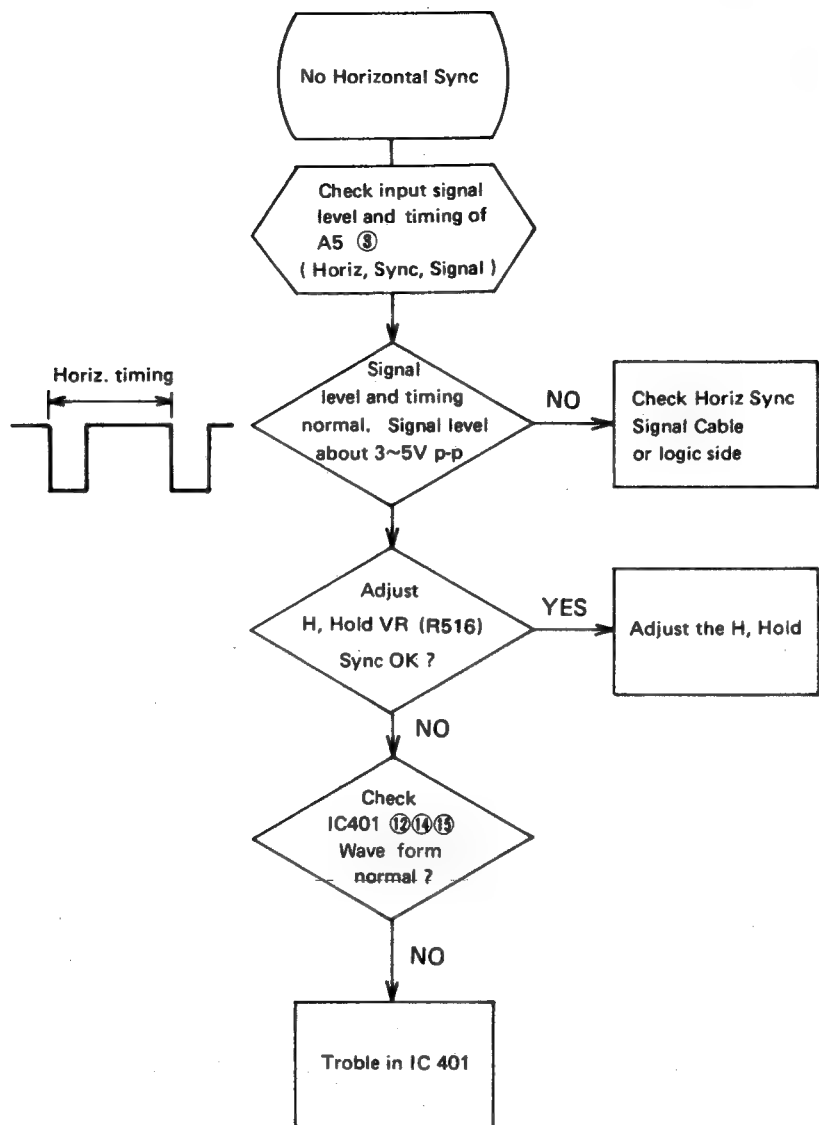 No Horizontal Sync
Check input signal
level and timing of
A5 ③
( Horiz, Sync, Signal )
Horiz. timing
Signal
level and timing
normal. Signal level
about 3~5V p-p
NO
Check Horiz Sync
Signal Cable
or logic side
Adjust
H, Hold VR (R516)
Sync OK ?
YES
Adjust the H, Hold
NO
Check
IC401 ⑫⑭⑮
Wave form
normal ?
NO
Troble in IC 401